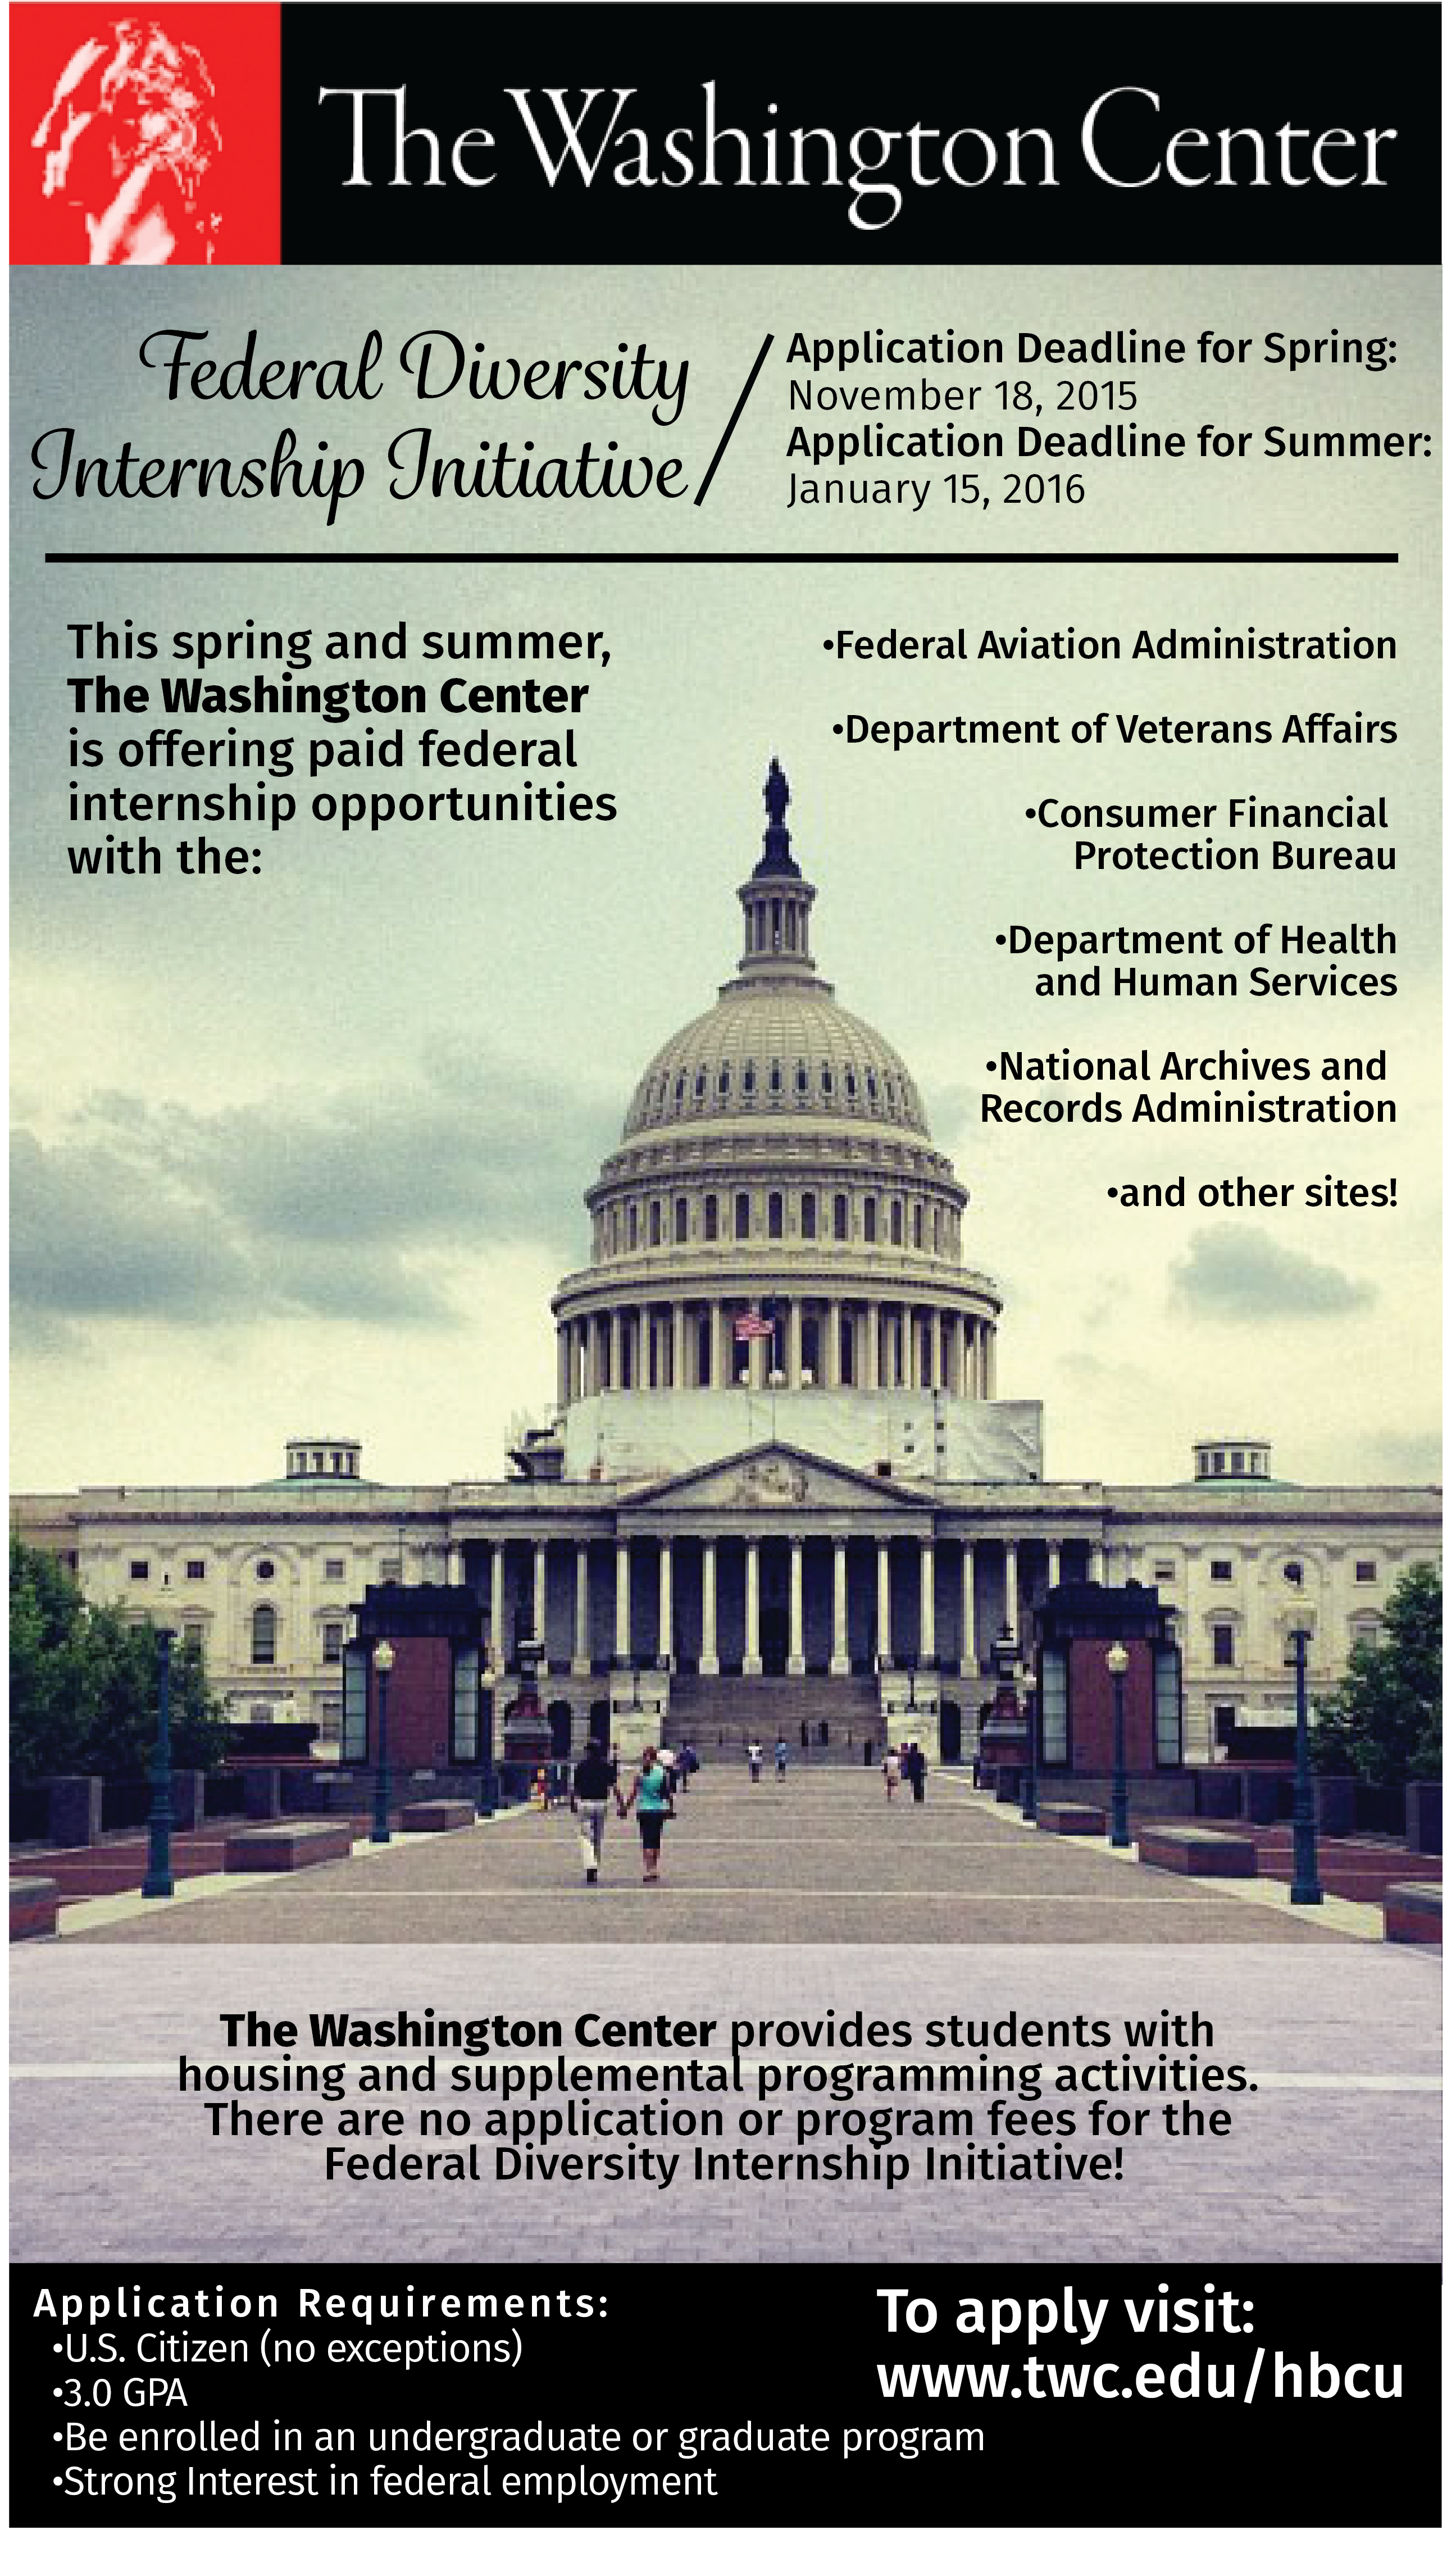 The Washington Center
Federal Diversity
Internship Initiative
Application Deadline for Spring:
November 18, 2015
Application Deadline for Summer:
January 15, 2016
This spring and summer,
The Washington Center
is offering paid federal
internship opportunities
with the:
•Federal Aviation Administration
•Department of Veterans Affairs
•Consumer Financial
Protection Bureau
•Department of Health
and Human Services
•National Archives and
Records Administration
•and other sites!
The Washington Center provides students with
housing and supplemental programming activities.
There are no application or program fees for the
Federal Diversity Internship Initiative!
Application Requirements:
•U.S. Citizen (no exceptions)
•3.0 GPA
•Be enrolled in an undergraduate or graduate program
•Strong Interest in federal employment
To apply visit:
www.twc.edu/hbcu